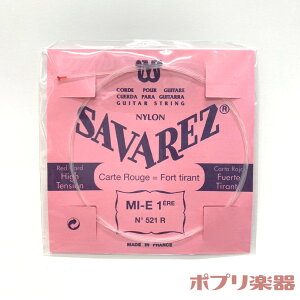 CORDE POUR GUITARE
CUERDA PARA GUITARRA
GUITAR STRING
NYLON
SAVAREZ®
Red Card
High
Tension
Carte Rouge = Fort tirant
Carta Roja
Fuerte
Tirante
MI-E 1ÈRE
N° 521 R
MADE IN FRANCE
ポプリ楽器